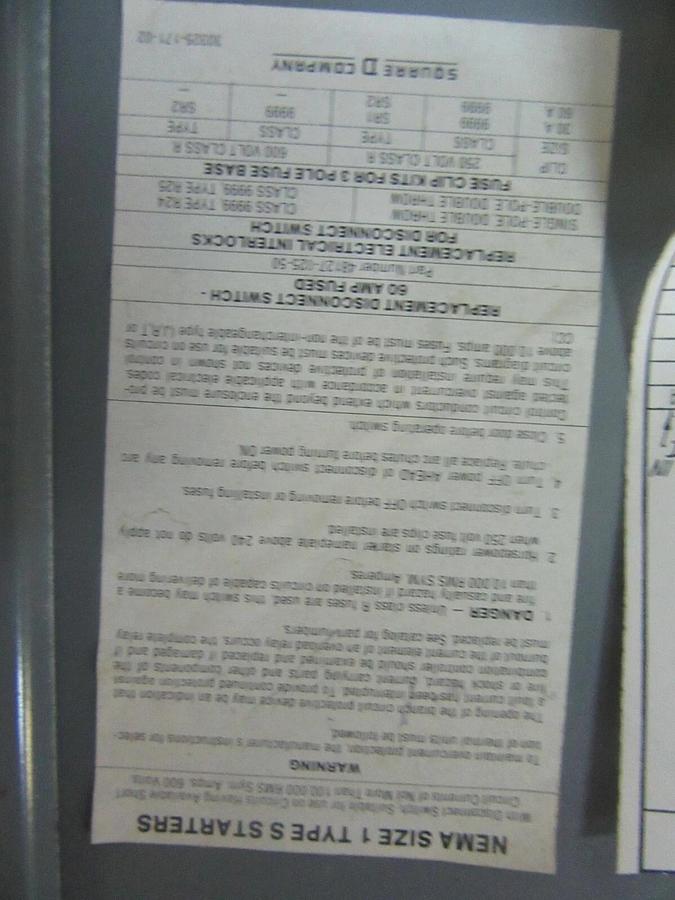 NEMA SIZE 1 TYPE S STARTERS
With Disconnect Switch, Suitable for use on Circuits Having Available Short
Circuit Currents of Not More Than 100,000 RMS Sym. Amps. 600 Volts
WARNING
To maintain overcurrent protection, the manufacturer's instructions for selec-
tion of thermal units must be followed.
The opening of the branch circuit protective device may be an indication that
a fault current has been interrupted. To provide continued protection against
fire or shock hazard, current carrying parts and other components of the
combination controller should be examined and replaced if damaged and if
burnout of the current element of an overload relay occurs, the complete relay
must be replaced. See catalog for part numbers.
1. DANGER — Unless class R fuses are used, this switch may become a
fire and casualty hazard if installed on circuits capable of delivering more
than 10,000 RMS SYM. Amperes.
2. Horsepower ratings on starter nameplate above 240 volts do not apply
when 250 volt fuse clips are installed.
3. Turn disconnect switch OFF before removing or installing fuses.
4. Turn OFF power AHEAD of disconnect switch before removing any arc
chute. Replace all arc chutes before turning power ON.
5. Close door before operating switch.
Control circuit conductors which extend beyond the enclosure must be pro-
tected against overcurrent in accordance with applicable electrical codes.
This may require installation of protective devices not shown in control
circuit diagrams. Such protective devices must be suitable for use on circuits
above 10,000 amps. Fuses must be of the non-interchangeable type (J,R,T or
CC).
REPLACEMENT DISCONNECT SWITCH -
60 AMP FUSED
Part Number 48127-025-50
REPLACEMENT ELECTRICAL INTERLOCKS
FOR DISCONNECT SWITCH
SINGLE-POLE, DOUBLE THROW CLASS 9999, TYPE R24
DOUBLE-POLE, DOUBLE THROW CLASS 9999, TYPE R25
FUSE CLIP KITS FOR 3 POLE FUSE BASE
CLIP 250 VOLT CLASS R 600 VOLT CLASS R
SIZE CLASS TYPE CLASS TYPE
30 A 9999 SR1 9999 SR2
60 A 9999 SR2 — —
SQUARE D COMPANY
30325-171-02